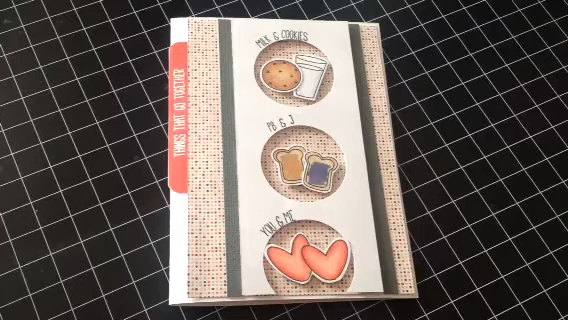 MILK & COOKIES
PB & J
YOU & ME
THINGS THAT GO TOGETHER